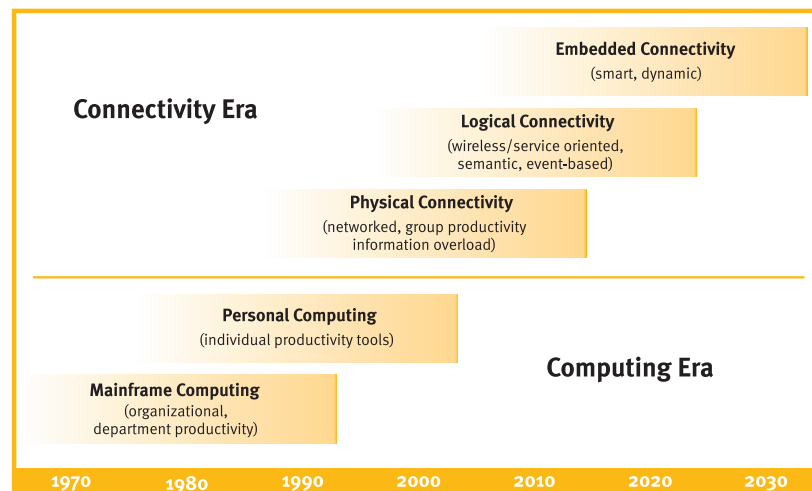 Embedded Connectivity
(smart, dynamic)
Connectivity Era
Logical Connectivity
(wireless/service oriented,
semantic, event-based)
Physical Connectivity
(networked, group productivity
information overload)
Personal Computing
(individual productivity tools)
Computing Era
Mainframe Computing
(organizational,
department productivity)
1970 1980 1990 2000 2010 2020 2030